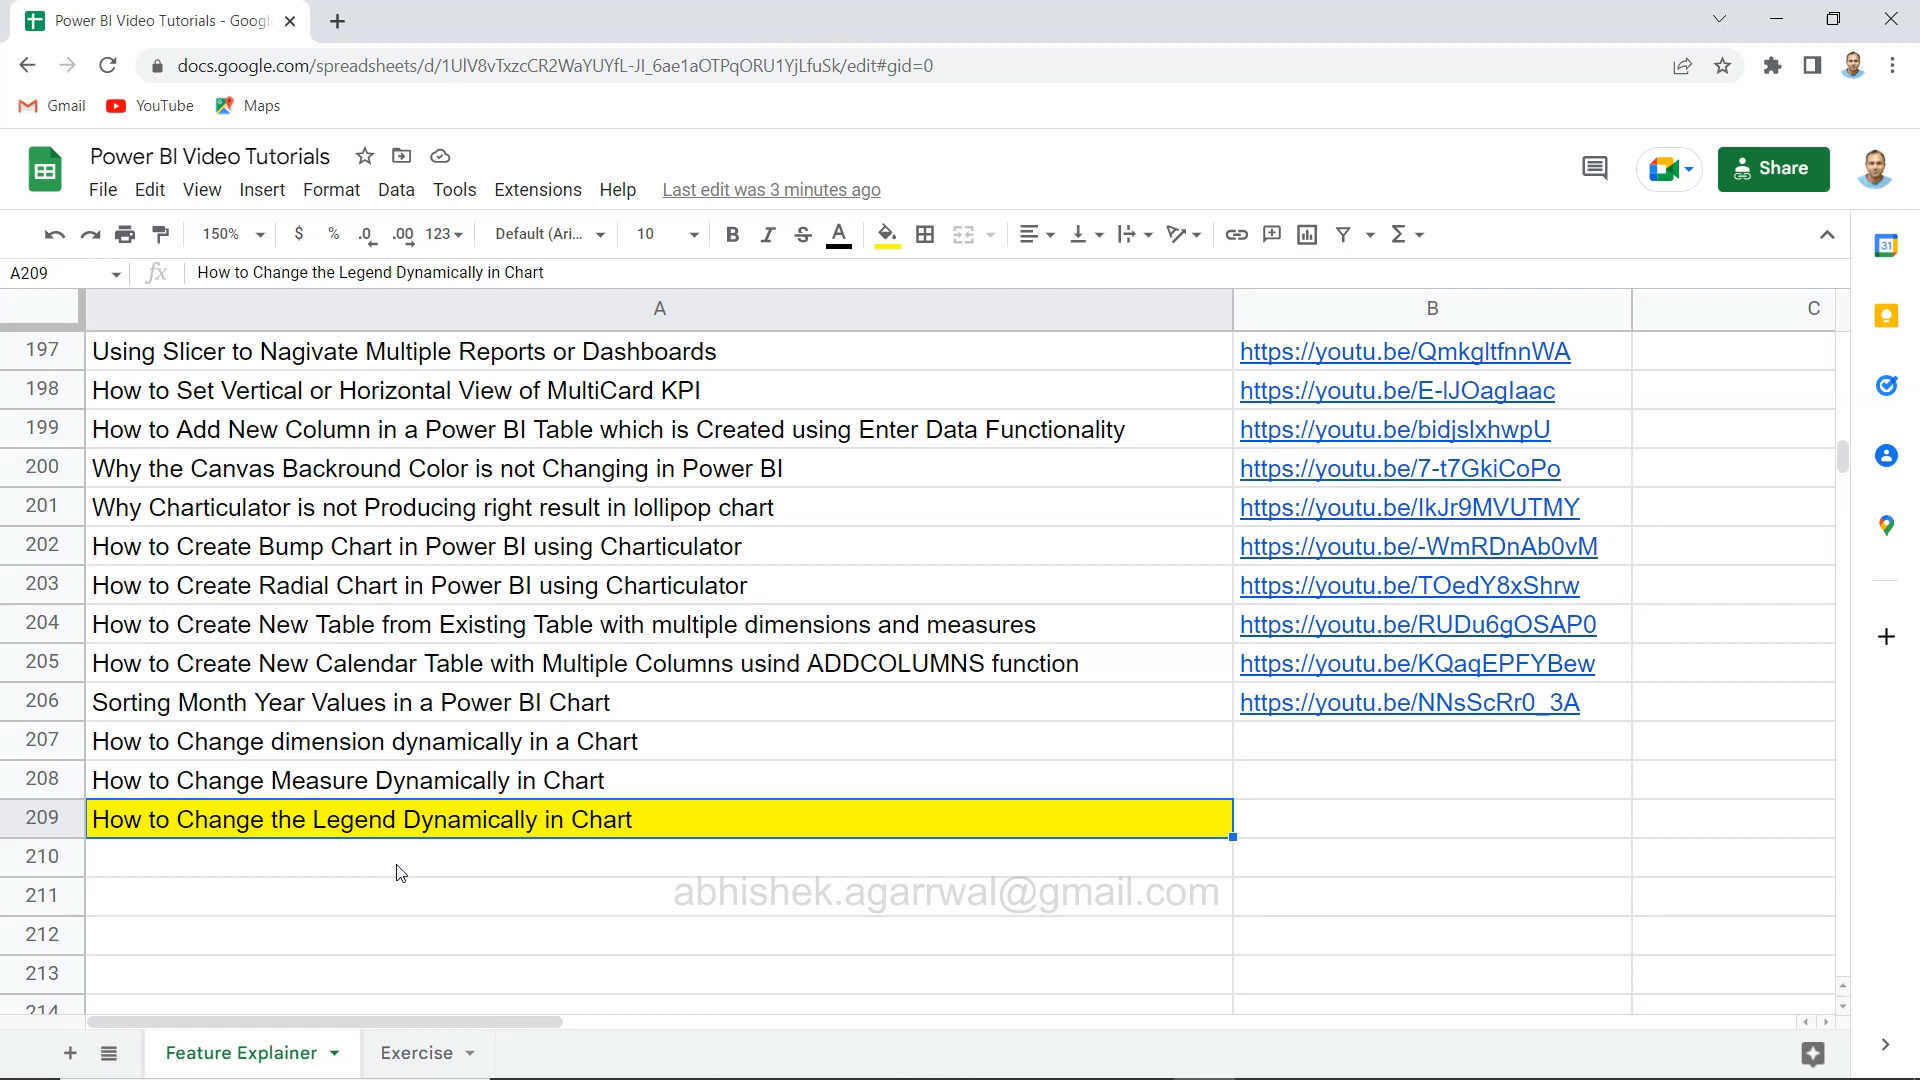 Power BI Video Tutorials - Googl
docs.google.com/spreadsheets/d/1UlV8vTxzcCR2WaYUYfL-JI_6ae1aOTPqORU1YjLfuSk/edit#gid=0
Gmail YouTube Maps
Power BI Video Tutorials
Share
File Edit View Insert Format Data Tools Extensions Help Last edit was 3 minutes ago
150% $ % .0 .00 123 Default (Ari... 10 B I S A
31
A209 fx How to Change the Legend Dynamically in Chart
A B C
197 Using Slicer to Nagivate Multiple Reports or Dashboards https://youtu.be/QmkgltfnnWA
198 How to Set Vertical or Horizontal View of MultiCard KPI https://youtu.be/E-lJOaglaac
199 How to Add New Column in a Power BI Table which is Created using Enter Data Functionality https://youtu.be/bidjslxhwpU
200 Why the Canvas Backround Color is not Changing in Power BI https://youtu.be/7-t7GkiCoPo
201 Why Charticulator is not Producing right result in lollipop chart https://youtu.be/lkJr9MVUTMY
202 How to Create Bump Chart in Power BI using Charticulator https://youtu.be/-WmRDnAb0vM
203 How to Create Radial Chart in Power BI using Charticulator https://youtu.be/TOedY8xShrw
204 How to Create New Table from Existing Table with multiple dimensions and measures https://youtu.be/RUDu6gOSAP0
205 How to Create New Calendar Table with Multiple Columns usind ADDCOLUMNS function https://youtu.be/KQaqEPFYBew
206 Sorting Month Year Values in a Power BI Chart https://youtu.be/NNsScRr0_3A
207 How to Change dimension dynamically in a Chart
208 How to Change Measure Dynamically in Chart
209 How to Change the Legend Dynamically in Chart
210
211 abhishek.agarrwal@gmail.com
212
213
214
Feature Explainer Exercise